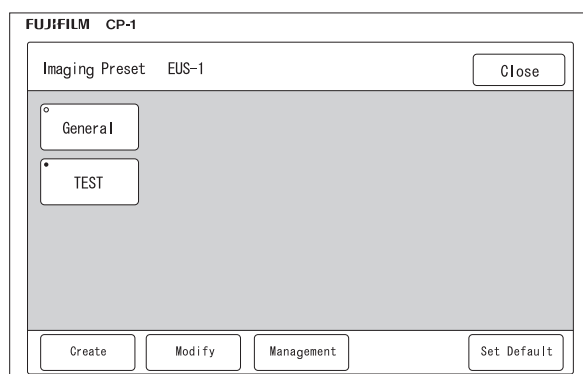 FUJIFILM CP-1
Imaging Preset EUS-1 Close
General
TEST
Create Modify Management Set Default